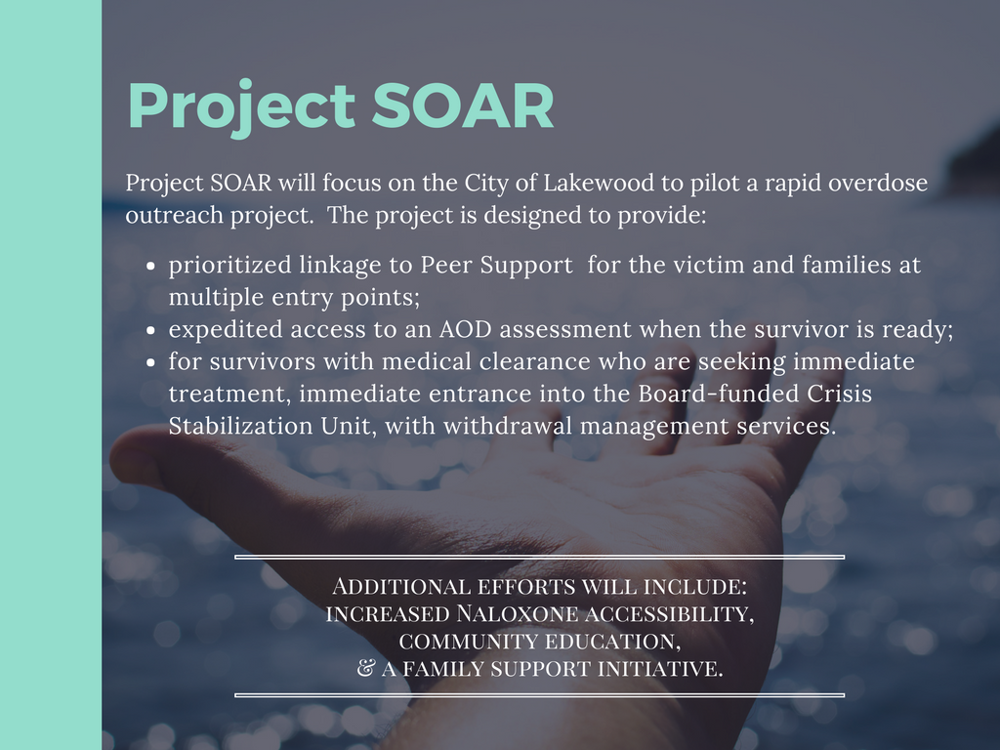 Project SOAR
Project SOAR will focus on the City of Lakewood to pilot a rapid overdose
outreach project.  The project is designed to provide:
• prioritized linkage to Peer Support  for the victim and families at
multiple entry points;
• expedited access to an AOD assessment when the survivor is ready;
• for survivors with medical clearance who are seeking immediate
treatment, immediate entrance into the Board-funded Crisis
Stabilization Unit, with withdrawal management services.
Additional efforts will include:
increased Naloxone accessibility,
community education,
& a family support initiative.